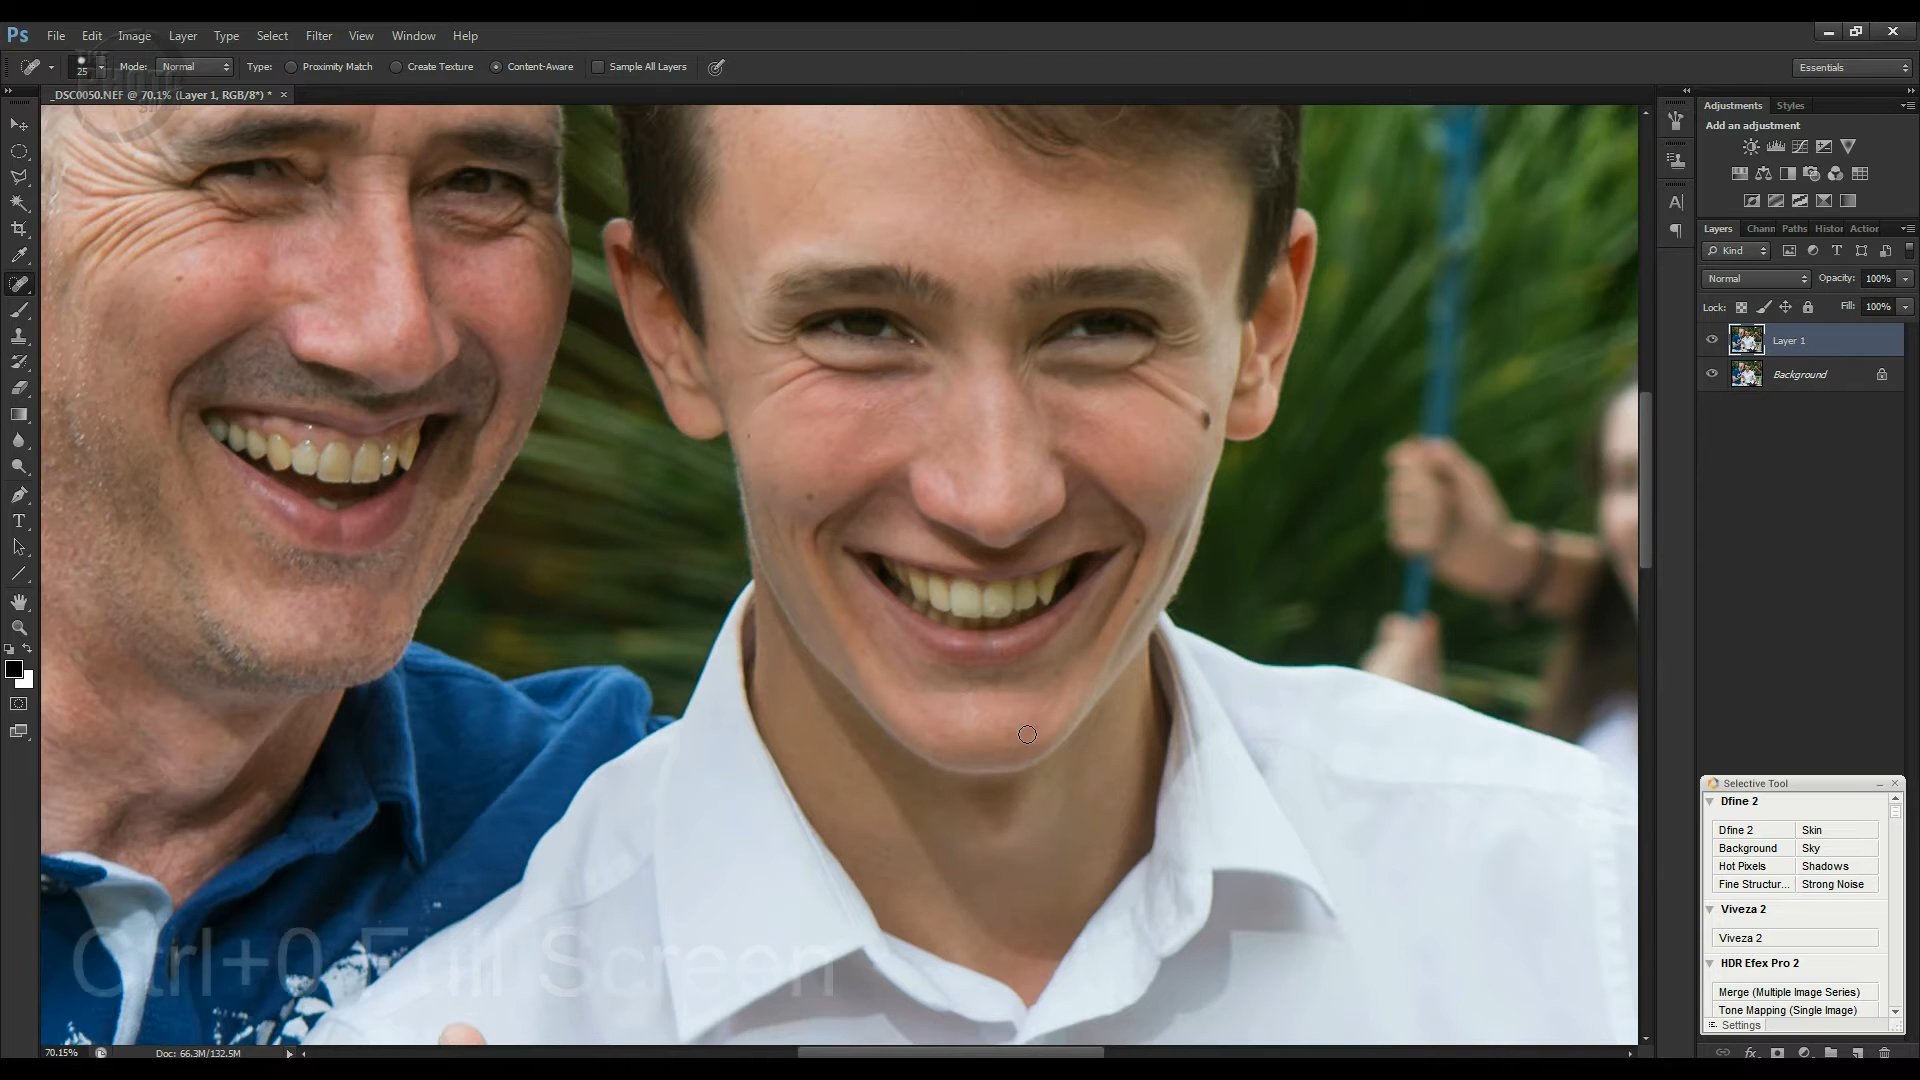 Ps File Edit Image Layer Type Select Filter View Window Help
25 Mode: Normal Type: Proximity Match Create Texture Content-Aware Sample All Layers Essentials
_DSC0050.NEF @ 70.1% (Layer 1, RGB/8*) *
Adjustments Styles
Add an adjustment
Layers Chann Paths Histor Action
Kind
Normal Opacity: 100%
Lock: Fill: 100%
Layer 1
Background
Selective Tool
Dfine 2
Dfine 2 Skin
Background Sky
Hot Pixels Shadows
Fine Structur... Strong Noise
Viveza 2
Viveza 2
HDR Efex Pro 2
Merge (Multiple Image Series)
Tone Mapping (Single Image)
Settings
Ctrl+0 Full Screen
70.15% Doc: 66.3M/132.5M